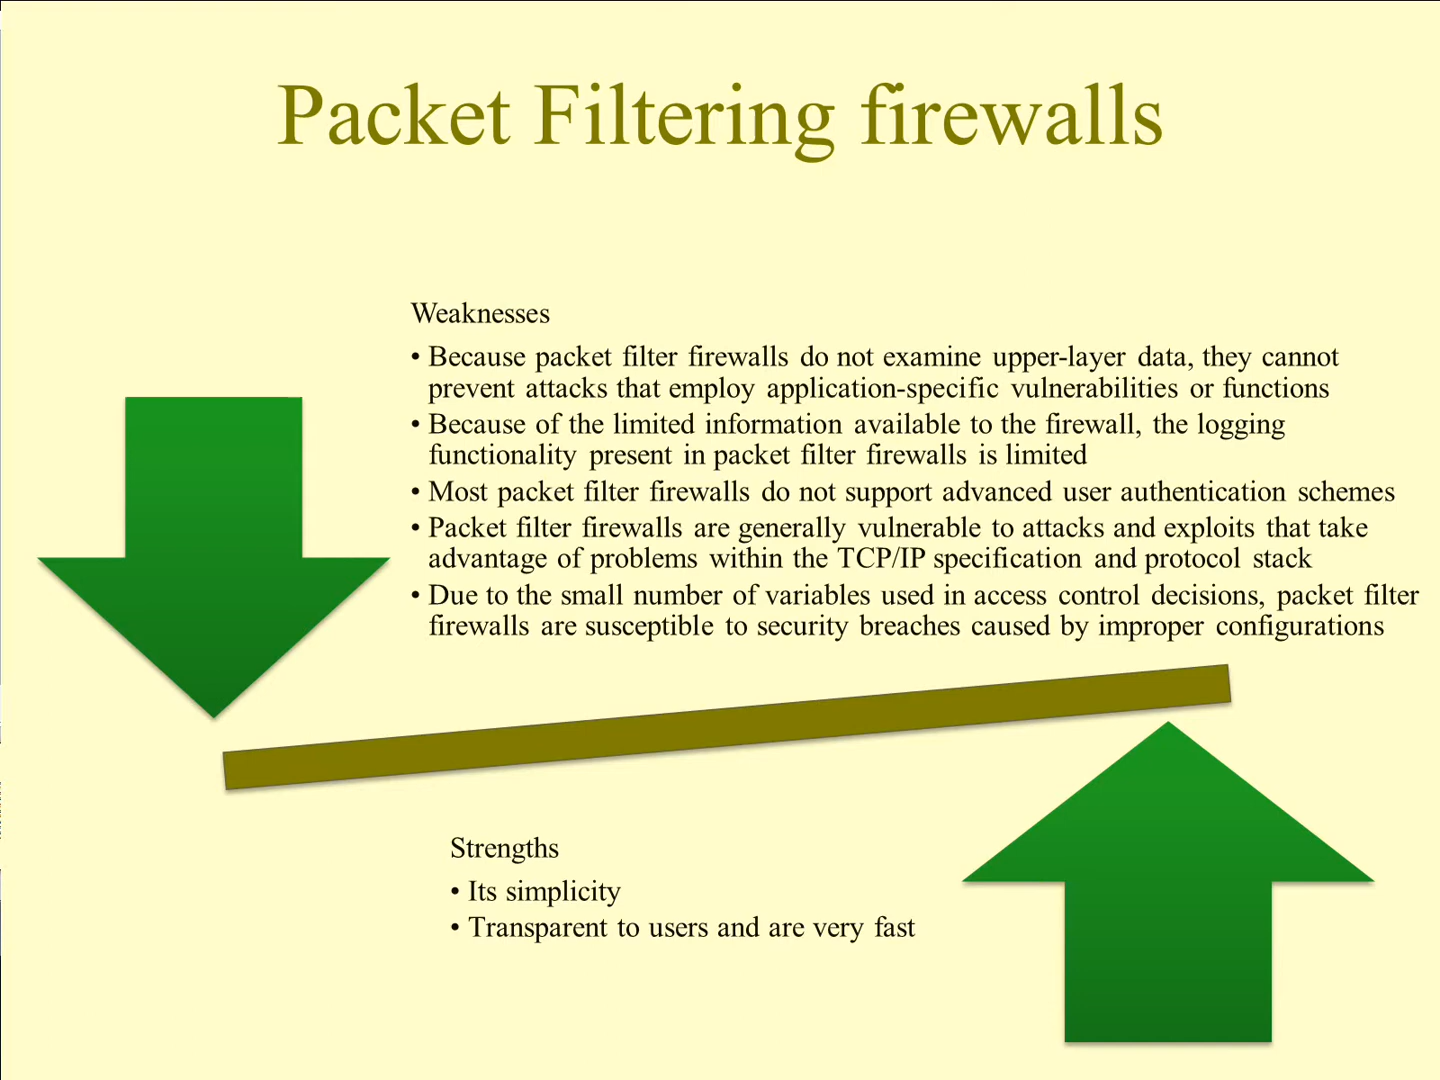 Packet Filtering firewalls
Weaknesses
• Because packet filter firewalls do not examine upper-layer data, they cannot
prevent attacks that employ application-specific vulnerabilities or functions
• Because of the limited information available to the firewall, the logging
functionality present in packet filter firewalls is limited
• Most packet filter firewalls do not support advanced user authentication schemes
• Packet filter firewalls are generally vulnerable to attacks and exploits that take
advantage of problems within the TCP/IP specification and protocol stack
• Due to the small number of variables used in access control decisions, packet filter
firewalls are susceptible to security breaches caused by improper configurations
Strengths
• Its simplicity
• Transparent to users and are very fast